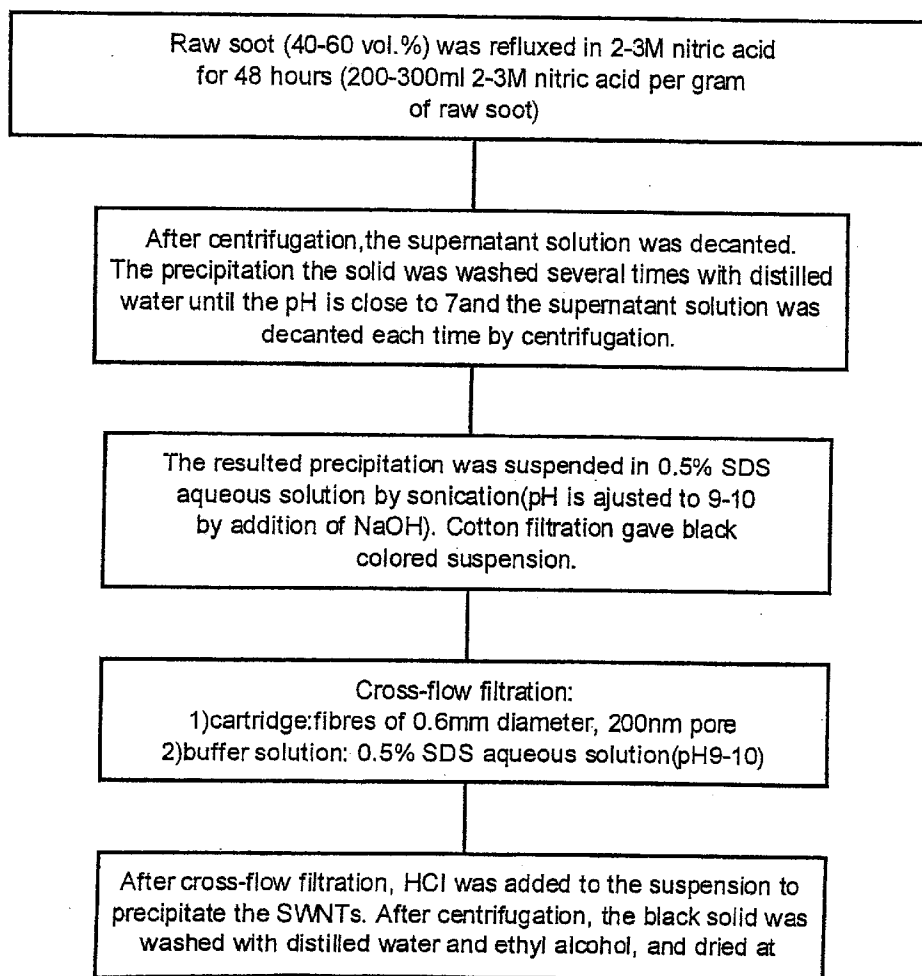 Raw soot (40-60 vol.%) was refluxed in 2-3M nitric acid
for 48 hours (200-300ml 2-3M nitric acid per gram
of raw soot)
After centrifugation,the supernatant solution was decanted.
The precipitation the solid was washed several times with distilled
water until the pH is close to 7and the supernatant solution was
decanted each time by centrifugation.
The resulted precipitation was suspended in 0.5% SDS
aqueous solution by sonication(pH is ajusted to 9-10
by addition of NaOH). Cotton filtration gave black
colored suspension.
Cross-flow filtration:
1)cartridge:fibres of 0.6mm diameter, 200nm pore
2)buffer solution: 0.5% SDS aqueous solution(pH9-10)
After cross-flow filtration, HCl was added to the suspension to
precipitate the SWNTs. After centrifugation, the black solid was
washed with distilled water and ethyl alcohol, and dried at